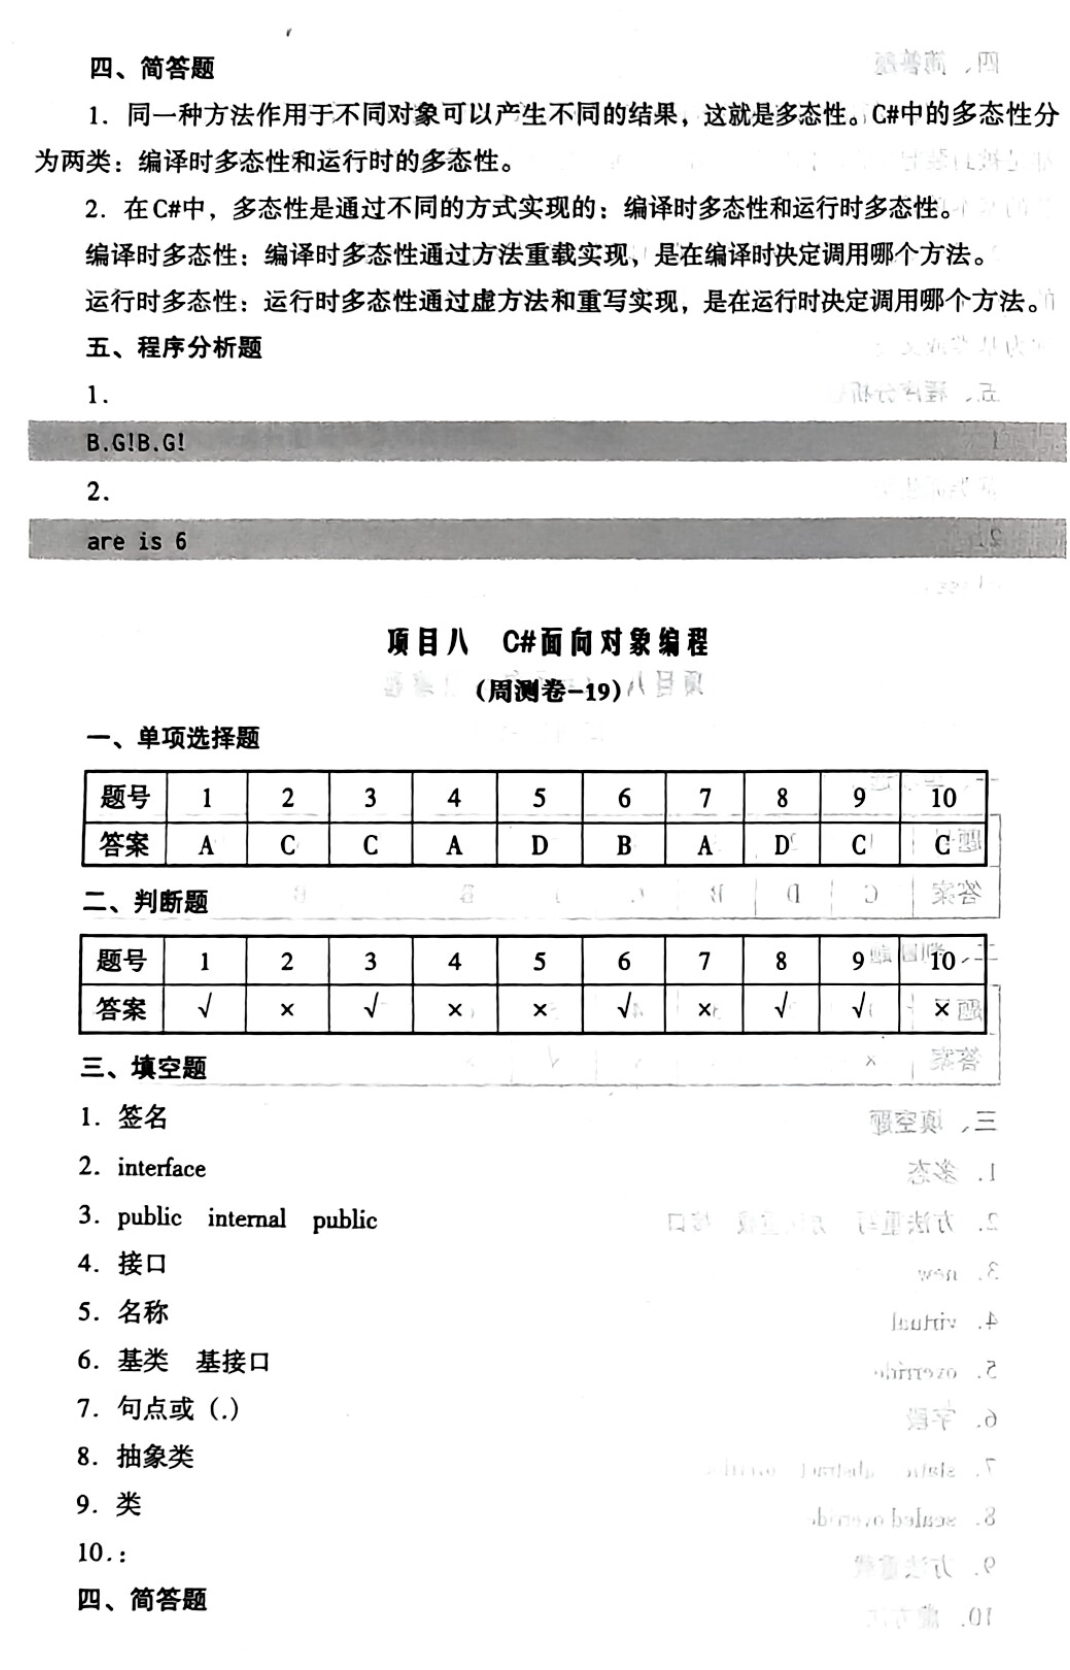 四、简答题
1. 同一种方法作用于不同对象可以产生不同的结果，这就是多态性。C#中的多态性分
为两类：编译时多态性和运行时的多态性。
2. 在C#中，多态性是通过不同的方式实现的：编译时多态性和运行时多态性。
编译时多态性：编译时多态性通过方法重载实现，是在编译时决定调用哪个方法。
运行时多态性：运行时多态性通过虚方法和重写实现，是在运行时决定调用哪个方法。
五、程序分析题
1.
B.G!B.G!
2.
are is 6
项目八 C#面向对象编程
（周测卷-19）
一、单项选择题
题号 1 2 3 4 5 6 7 8 9 10
答案 A C C A D B A D C C
二、判断题
题号 1 2 3 4 5 6 7 8 9 10
答案 √ × √ × × √ × √ √ ×
三、填空题
1. 签名
2. interface
3. public internal public
4. 接口
5. 名称
6. 基类 基接口
7. 句点或（.）
8. 抽象类
9. 类
10. :
四、简答题